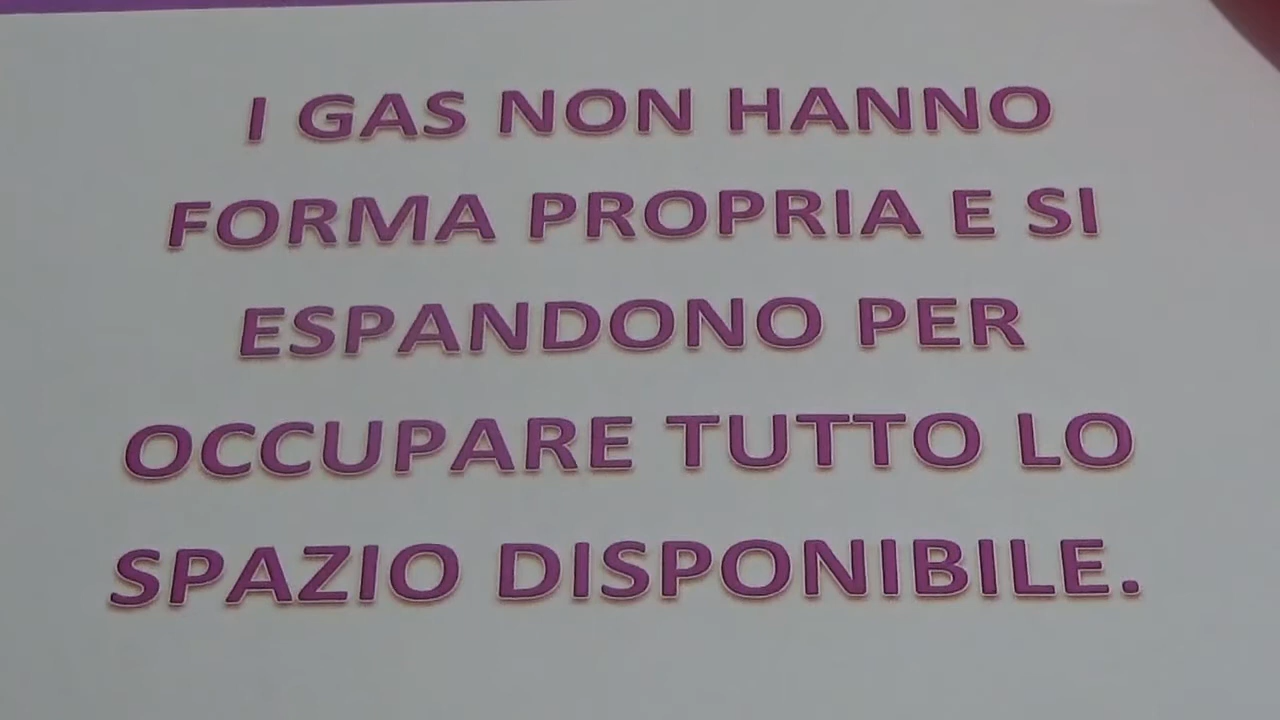 I GAS NON HANNO
FORMA PROPRIA E SI
ESPANDONO PER
OCCUPARE TUTTO LO
SPAZIO DISPONIBILE.